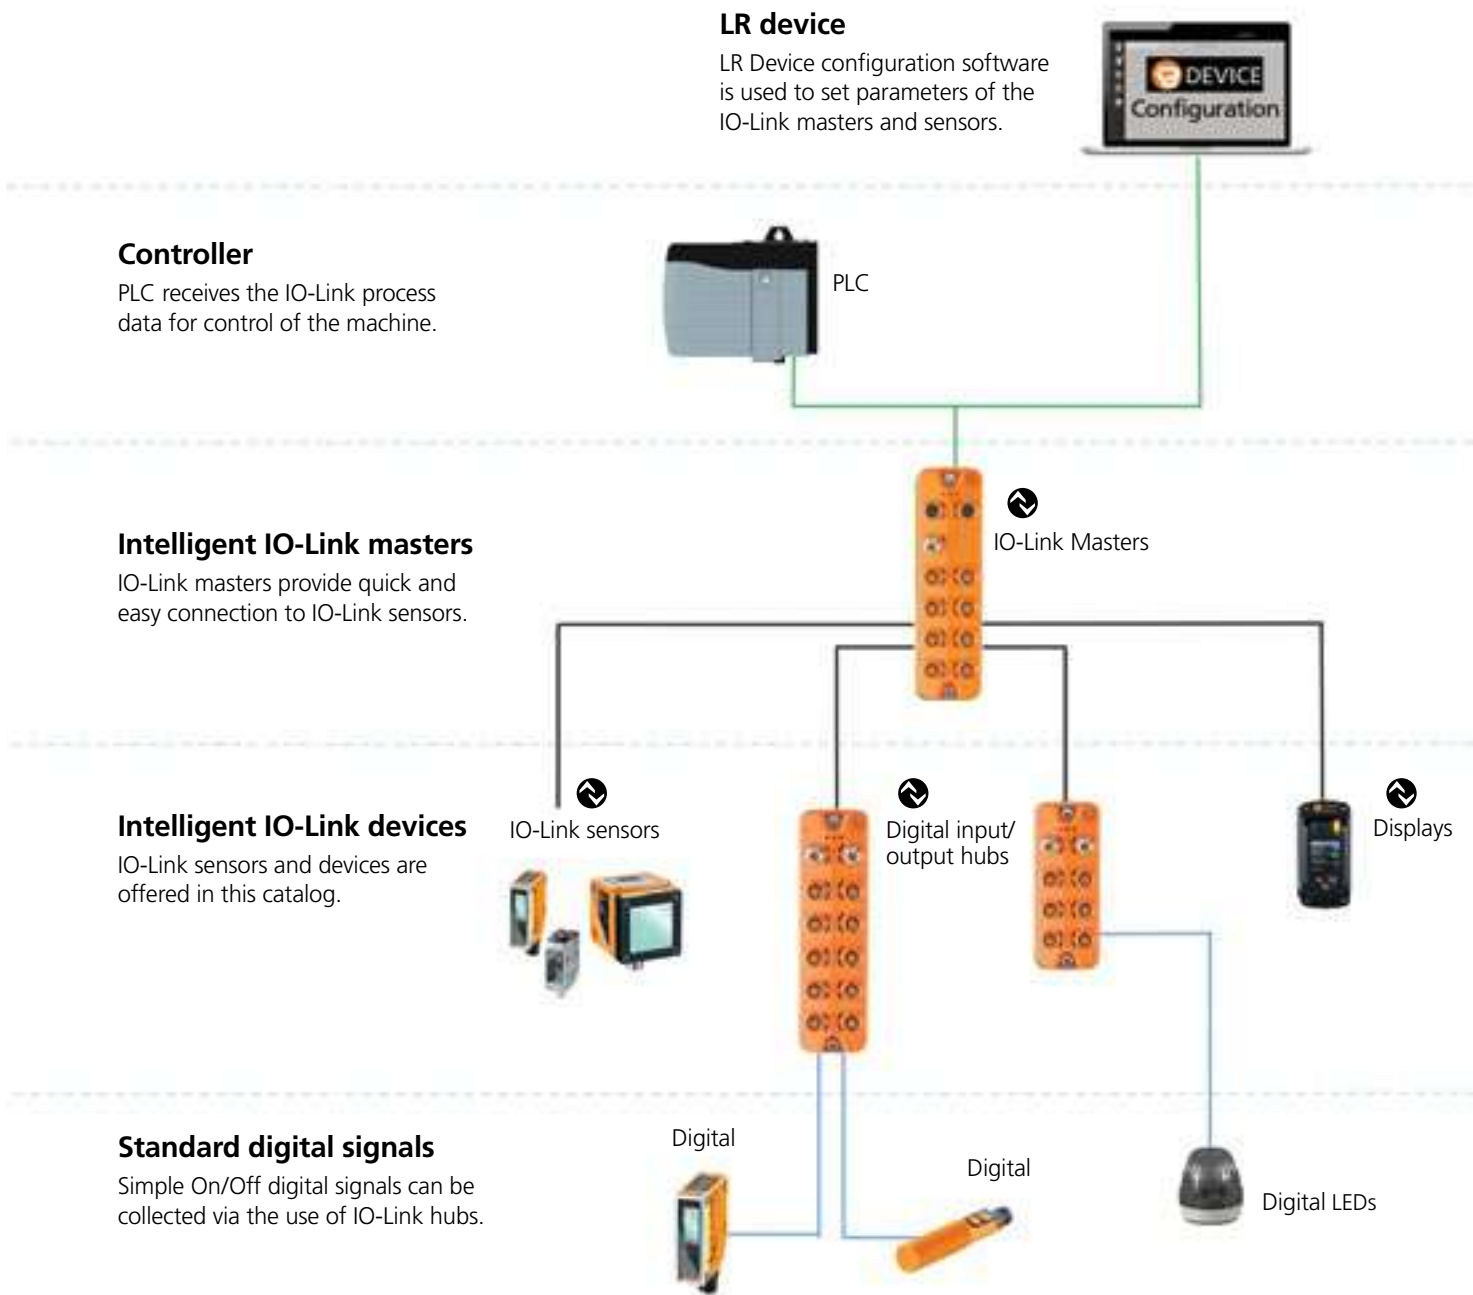 LR device
LR Device configuration software
is used to set parameters of the
IO-Link masters and sensors.
DEVICE
Configuration
Controller
PLC receives the IO-Link process
data for control of the machine.
PLC
Intelligent IO-Link masters
IO-Link masters provide quick and
easy connection to IO-Link sensors.
IO-Link Masters
Intelligent IO-Link devices
IO-Link sensors and devices are
offered in this catalog.
IO-Link sensors
Digital input/
output hubs
Displays
Standard digital signals
Simple On/Off digital signals can be
collected via the use of IO-Link hubs.
Digital
Digital
Digital LEDs